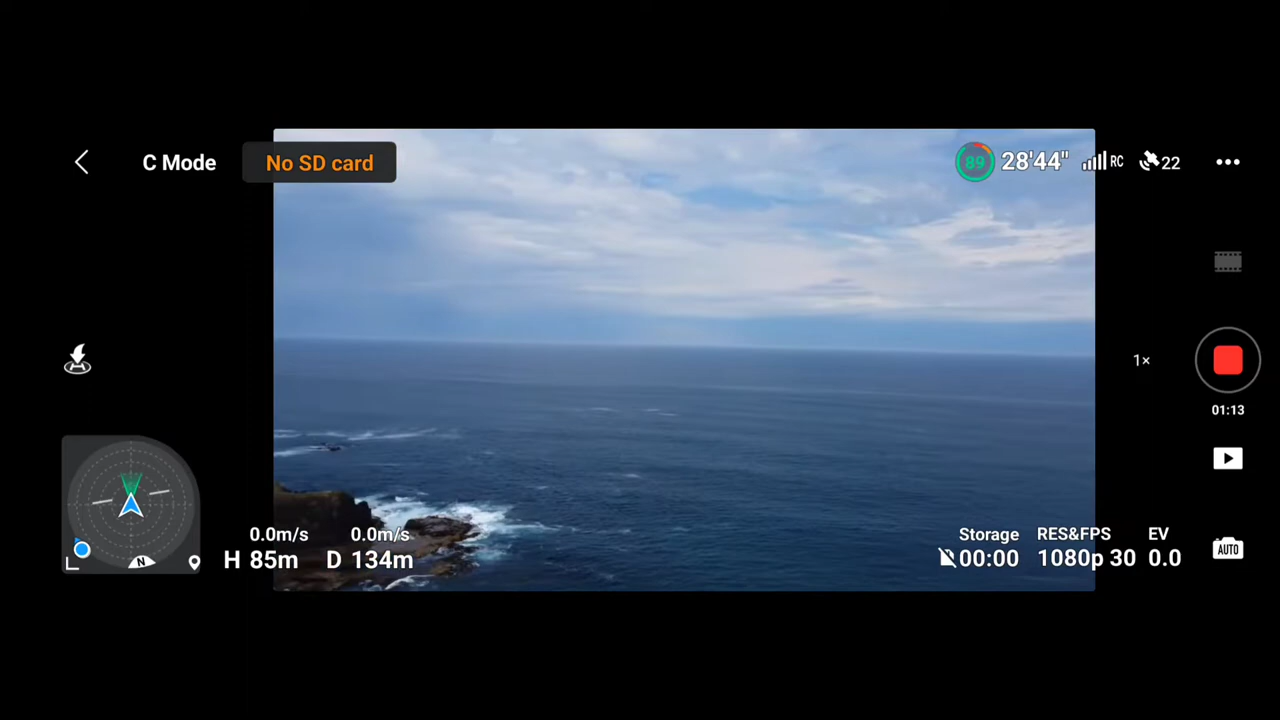 C Mode
No SD card
89
28'44"
RC
22
1×
01:13
N
0.0m/s 0.0m/s
H 85m D 134m
Storage RES&FPS EV
00:00 1080p 30 0.0
AUTO